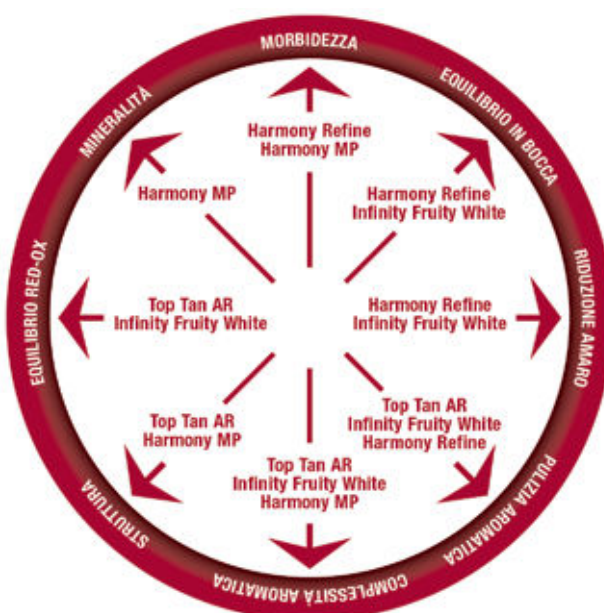 MORBIDEZZA
Harmony Refine
Harmony MP
EQUILIBRIO IN BOCCA
Harmony Refine
Infinity Fruity White
RIDUZIONE AMARO
Harmony Refine
Infinity Fruity White
PULIZIA AROMATICA
Top Tan AR
Infinity Fruity White
Harmony Refine
COMPLESSITÀ AROMATICA
Top Tan AR
Infinity Fruity White
Harmony MP
STRUTTURA
Top Tan AR
Harmony MP
EQUILIBRIO RED-OX
Top Tan AR
Infinity Fruity White
MINERALITÀ
Harmony MP